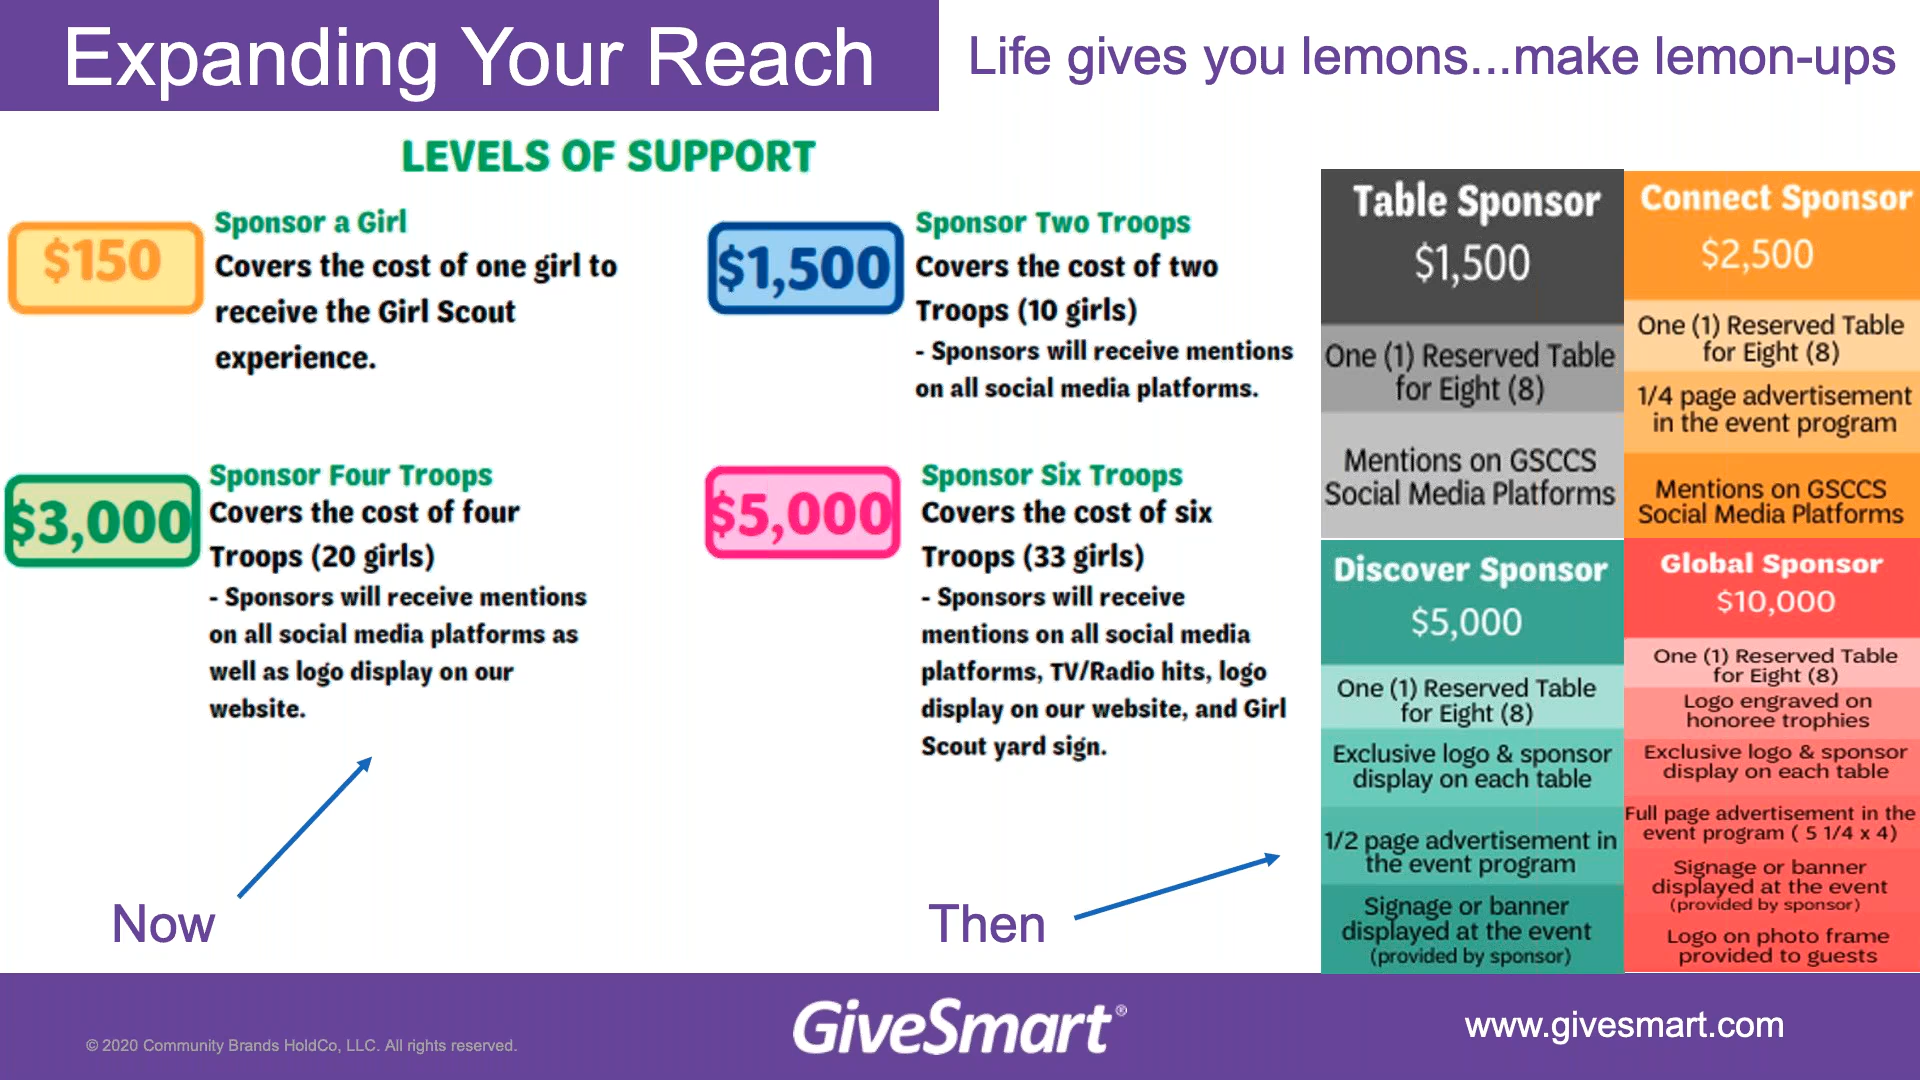 Expanding Your Reach
Life gives you lemons...make lemon-ups
LEVELS OF SUPPORT
$150
Sponsor a Girl
Covers the cost of one girl to
receive the Girl Scout
experience.
$1,500
Sponsor Two Troops
Covers the cost of two
Troops (10 girls)
- Sponsors will receive mentions
on all social media platforms.
$3,000
Sponsor Four Troops
Covers the cost of four
Troops (20 girls)
- Sponsors will receive mentions
on all social media platforms as
well as logo display on our
website.
$5,000
Sponsor Six Troops
Covers the cost of six
Troops (33 girls)
- Sponsors will receive
mentions on all social media
platforms, TV/Radio hits, logo
display on our website, and Girl
Scout yard sign.
Now
Then
Table Sponsor
$1,500
One (1) Reserved Table
for Eight (8)
Mentions on GSCCS
Social Media Platforms
Connect Sponsor
$2,500
One (1) Reserved Table
for Eight (8)
1/4 page advertisement
in the event program
Mentions on GSCCS
Social Media Platforms
Discover Sponsor
$5,000
One (1) Reserved Table
for Eight (8)
Exclusive logo & sponsor
display on each table
1/2 page advertisement in
the event program
Signage or banner
displayed at the event
(provided by sponsor)
Global Sponsor
$10,000
One (1) Reserved Table
for Eight (8)
Logo engraved on
honoree trophies
Exclusive logo & sponsor
display on each table
Full page advertisement in the
event program ( 5 1/4 x 4)
Signage or banner
displayed at the event
(provided by sponsor)
Logo on photo frame
provided to guests
© 2020 Community Brands HoldCo, LLC. All rights reserved.
GiveSmart®
www.givesmart.com